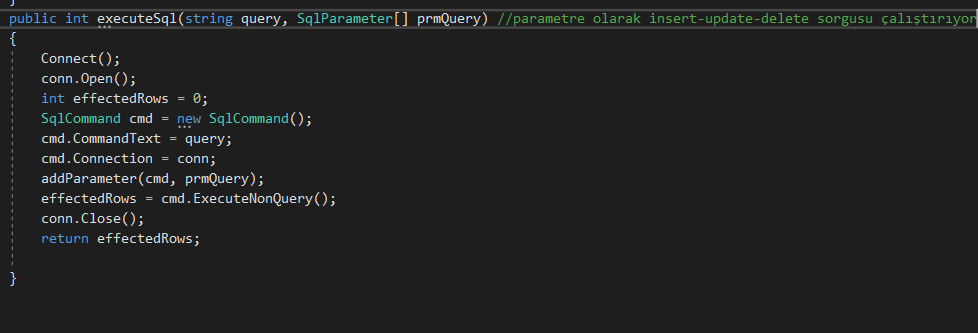 }
public int executeSql(string query, SqlParameter[] prmQuery) //parametre olarak insert-update-delete sorgusu çalıştırıyor
{
Connect();
conn.Open();
int effectedRows = 0;
SqlCommand cmd = new SqlCommand();
cmd.CommandText = query;
cmd.Connection = conn;
addParameter(cmd, prmQuery);
effectedRows = cmd.ExecuteNonQuery();
conn.Close();
return effectedRows;
}